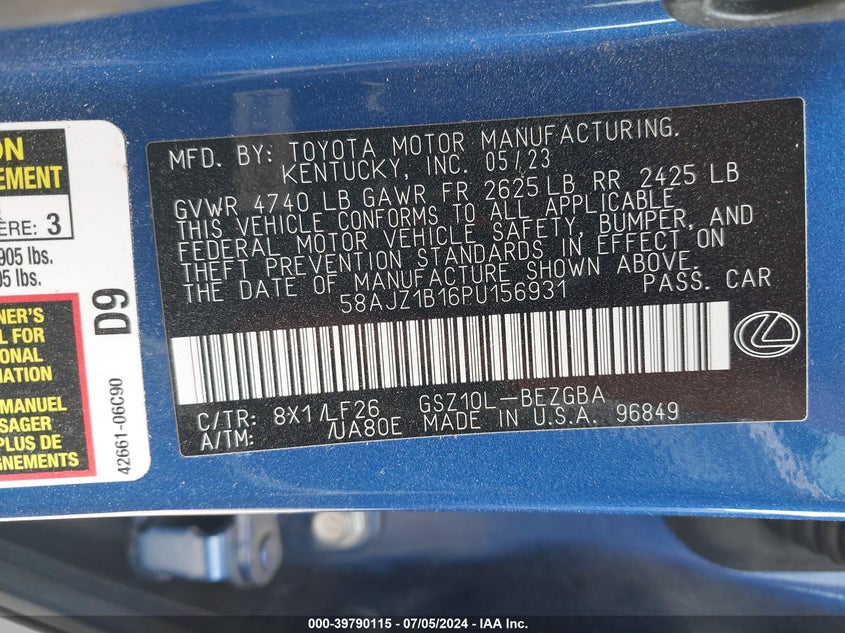 MFD. BY: TOYOTA MOTOR MANUFACTURING.
KENTUCKY, INC. 05/23
GVWR 4740 LB GAWR FR 2625 LB RR 2425 LB
THIS VEHICLE CONFORMS TO ALL APPLICABLE
FEDERAL MOTOR VEHICLE SAFETY, BUMPER, AND
THEFT PREVENTION STANDARDS IN EFFECT ON
THE DATE OF MANUFACTURE SHOWN ABOVE.
58AJZ1B16PU156931 PASS. CAR
C/TR: 8X1/LF26 GSZ10L-BEZGBA
A/TM: /UA80E MADE IN U.S.A. 96849
ON
EMENT
ERE: 3
905 lbs.
05 lbs.
NER'S
L FOR
ONAL
MATION
MANUEL
SSAGER
PLUS DE
GNEMENTS
D9
42661-06C90
000-39790115 - 07/05/2024 - IAA Inc.